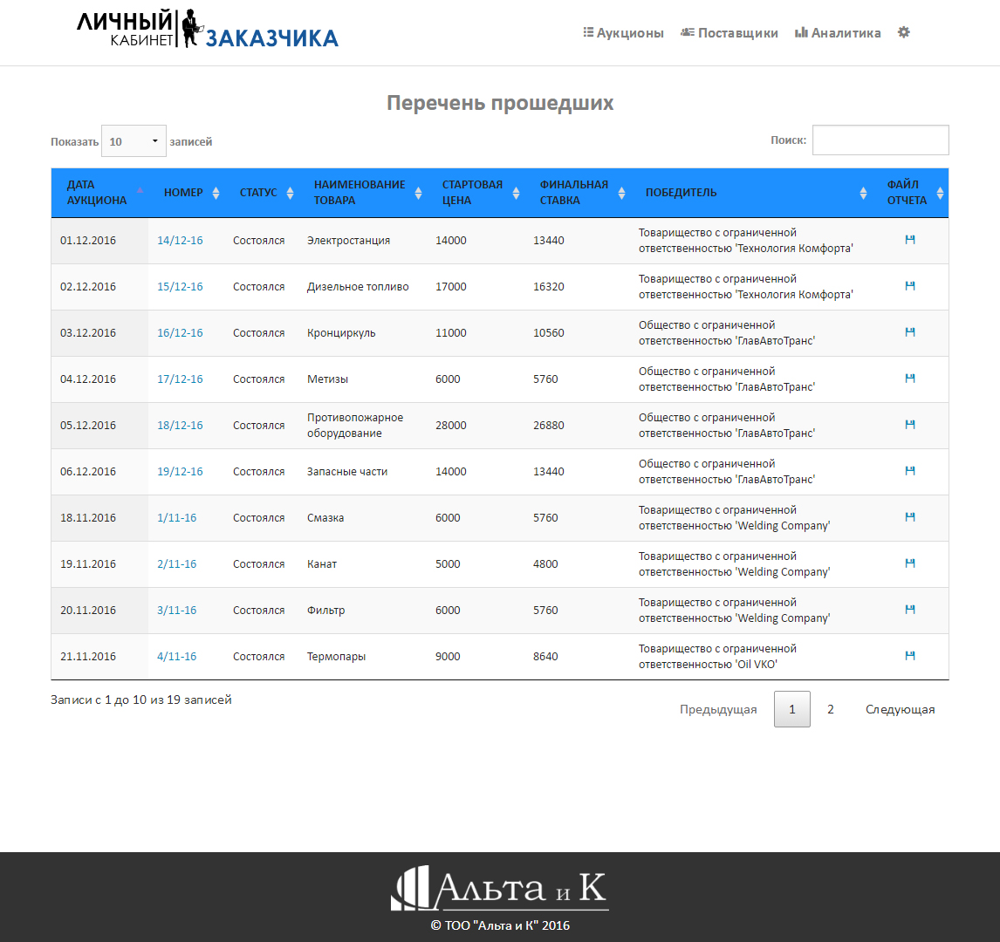 ЛИЧНЫЙ
КАБИНЕТ ЗАКАЗЧИКА
Аукционы Поставщики Аналитика
Перечень прошедших
Показать 10 записей Поиск:
ДАТА АУКЦИОНА НОМЕР СТАТУС НАИМЕНОВАНИЕ ТОВАРА СТАРТОВАЯ ЦЕНА ФИНАЛЬНАЯ СТАВКА ПОБЕДИТЕЛЬ ФАЙЛ ОТЧЕТА
01.12.2016 14/12-16 Состоялся Электростанция 14000 13440 Товарищество с ограниченной ответственностью 'Технология Комфорта'
02.12.2016 15/12-16 Состоялся Дизельное топливо 17000 16320 Товарищество с ограниченной ответственностью 'Технология Комфорта'
03.12.2016 16/12-16 Состоялся Кронциркуль 11000 10560 Общество с ограниченной ответственностью 'ГлавАвтоТранс'
04.12.2016 17/12-16 Состоялся Метизы 6000 5760 Общество с ограниченной ответственностью 'ГлавАвтоТранс'
05.12.2016 18/12-16 Состоялся Противопожарное оборудование 28000 26880 Общество с ограниченной ответственностью 'ГлавАвтоТранс'
06.12.2016 19/12-16 Состоялся Запасные части 14000 13440 Общество с ограниченной ответственностью 'ГлавАвтоТранс'
18.11.2016 1/11-16 Состоялся Смазка 6000 5760 Товарищество с ограниченной ответственностью 'Welding Company'
19.11.2016 2/11-16 Состоялся Канат 5000 4800 Товарищество с ограниченной ответственностью 'Welding Company'
20.11.2016 3/11-16 Состоялся Фильтр 6000 5760 Товарищество с ограниченной ответственностью 'Welding Company'
21.11.2016 4/11-16 Состоялся Термопары 9000 8640 Товарищество с ограниченной ответственностью 'Oil VKO'
Записи с 1 до 10 из 19 записей
Предыдущая 1 2 Следующая
Альта и К
© ТОО "Альта и К" 2016